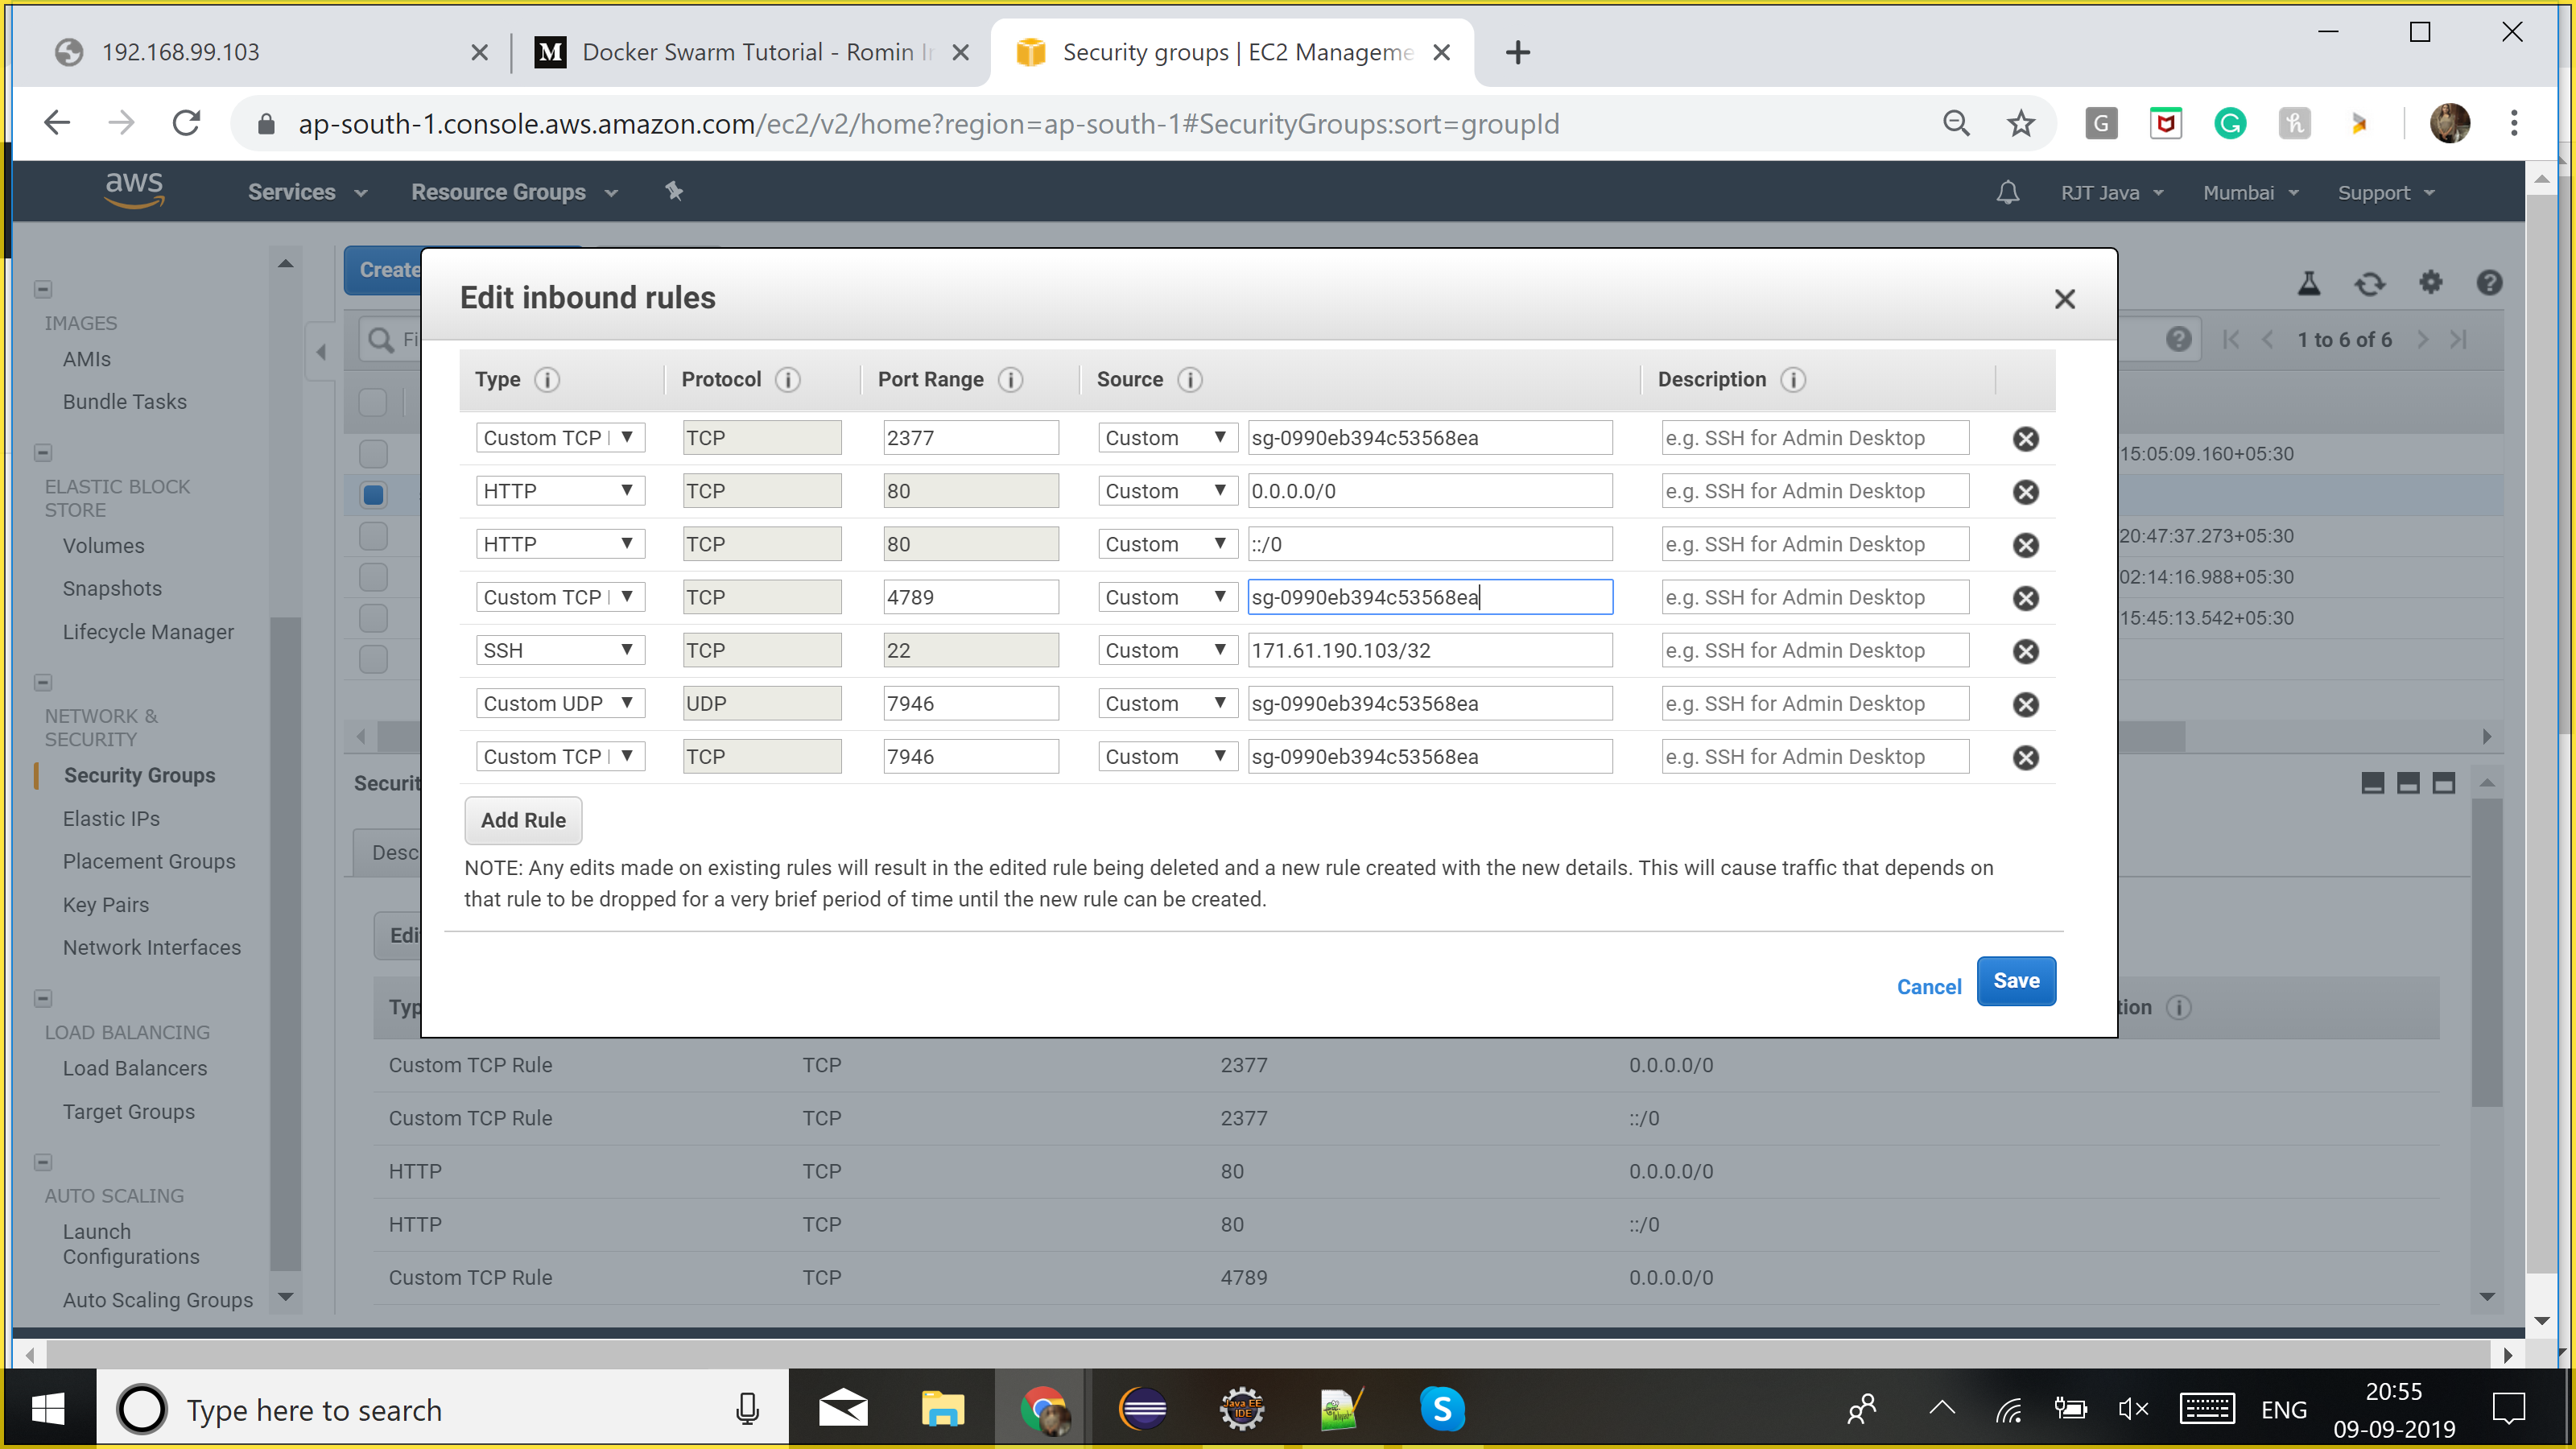 192.168.99.103
M Docker Swarm Tutorial - Romin I
Security groups | EC2 Manageme
ap-south-1.console.aws.amazon.com/ec2/v2/home?region=ap-south-1#SecurityGroups:sort=groupId
aws Services Resource Groups RJT Java Mumbai Support
IMAGES
AMIs
Bundle Tasks
ELASTIC BLOCK
STORE
Volumes
Snapshots
Lifecycle Manager
NETWORK &
SECURITY
Security Groups
Elastic IPs
Placement Groups
Key Pairs
Network Interfaces
LOAD BALANCING
Load Balancers
Target Groups
AUTO SCALING
Launch
Configurations
Auto Scaling Groups
Create
Fi
1 to 6 of 6
15:05:09.160+05:30
20:47:37.273+05:30
02:14:16.988+05:30
15:45:13.542+05:30
Edit inbound rules
Type Protocol Port Range Source Description
Custom TCP TCP 2377 Custom sg-0990eb394c53568ea e.g. SSH for Admin Desktop
HTTP TCP 80 Custom 0.0.0.0/0 e.g. SSH for Admin Desktop
HTTP TCP 80 Custom ::/0 e.g. SSH for Admin Desktop
Custom TCP TCP 4789 Custom sg-0990eb394c53568ea e.g. SSH for Admin Desktop
SSH TCP 22 Custom 171.61.190.103/32 e.g. SSH for Admin Desktop
Custom UDP UDP 7946 Custom sg-0990eb394c53568ea e.g. SSH for Admin Desktop
Custom TCP TCP 7946 Custom sg-0990eb394c53568ea e.g. SSH for Admin Desktop
Add Rule
NOTE: Any edits made on existing rules will result in the edited rule being deleted and a new rule created with the new details. This will cause traffic that depends on
that rule to be dropped for a very brief period of time until the new rule can be created.
Cancel Save
Securit
Desc
Edi
Typ tion
Custom TCP Rule TCP 2377 0.0.0.0/0
Custom TCP Rule TCP 2377 ::/0
HTTP TCP 80 0.0.0.0/0
HTTP TCP 80 ::/0
Custom TCP Rule TCP 4789 0.0.0.0/0
Type here to search
Java EE
IDE
S
ENG
20:55
09-09-2019